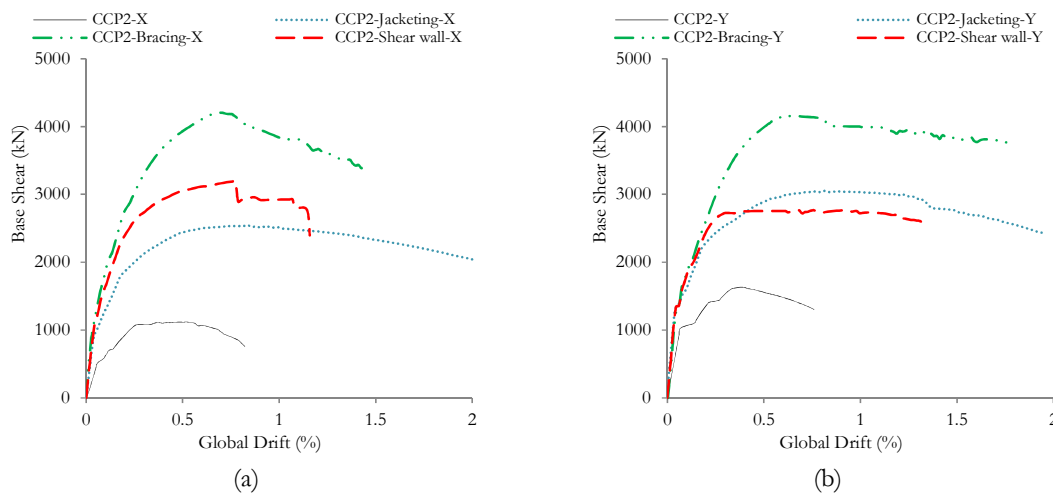 CCP2-X CCP2-Jacketing-X
CCP2-Bracing-X CCP2-Shear wall-X
5000
4000
3000
2000
1000
0
Base Shear (kN)
0 0.5 1 1.5 2
Global Drift (%)
(a)
CCP2-Y CCP2-Jacketing-Y
CCP2-Bracing-Y CCP2-Shear wall-Y
5000
4000
3000
2000
1000
0
Base Shear (kN)
0 0.5 1 1.5 2
Global Drift (%)
(b)